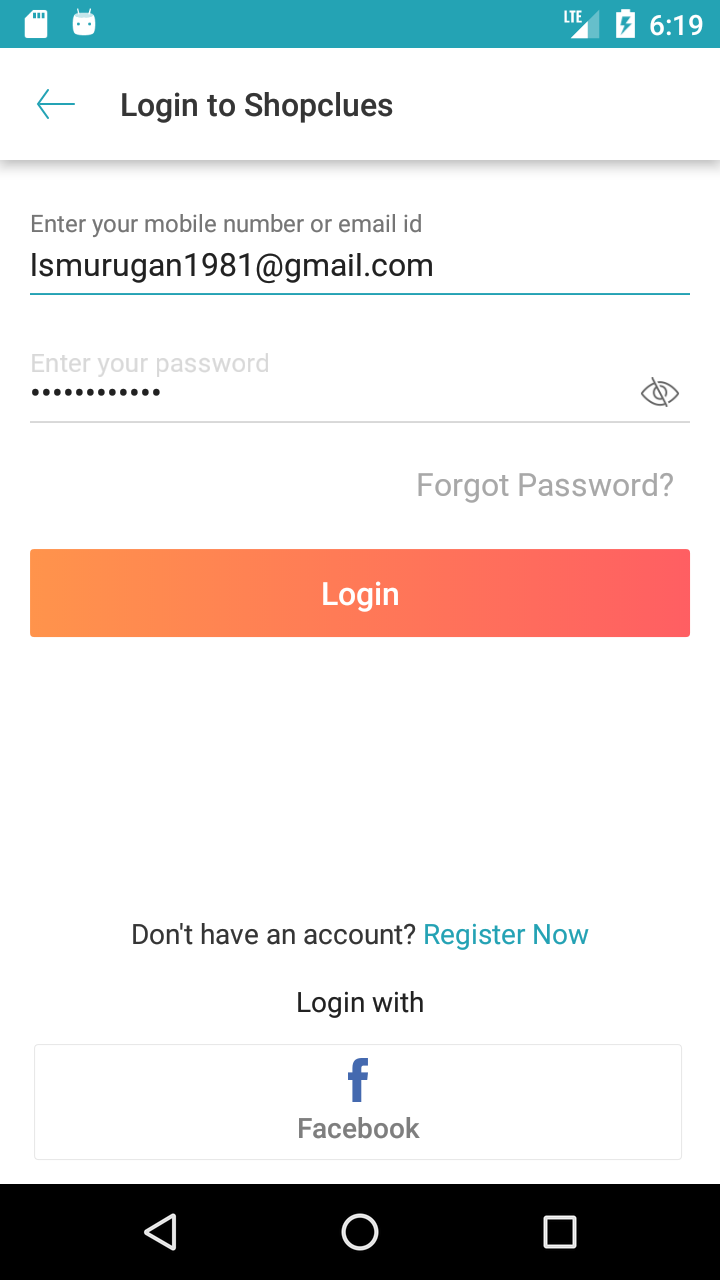 LTE 6:19
Login to Shopclues
Enter your mobile number or email id
lsmurugan1981@gmail.com
Enter your password
••••••••••••
Forgot Password?
Login
Don't have an account? Register Now
Login with
f
Facebook